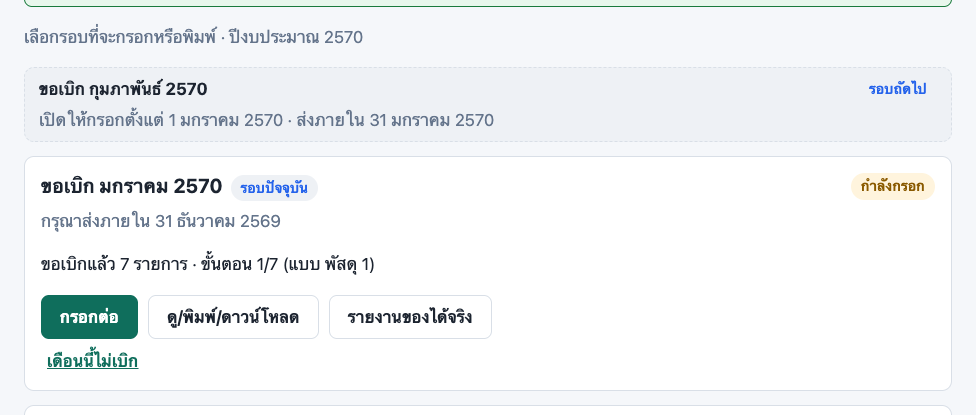 เลือกรอบที่จะกรอกหรือพิมพ์ · ปีงบประมาณ 2570
ขอเบิก กุมภาพันธ์ 2570
รอบถัดไป
เปิดให้กรอกตั้งแต่ 1 มกราคม 2570 · ส่งภายใน 31 มกราคม 2570
ขอเบิก มกราคม 2570 รอบปัจจุบัน
กำลังกรอก
กรุณาส่งภายใน 31 ธันวาคม 2569
ขอเบิกแล้ว 7 รายการ · ขั้นตอน 1/7 (แบบ พัสดุ 1)
กรอกต่อ
ดู/พิมพ์/ดาวน์โหลด
รายงานของได้จริง
เดือนนี้ไม่เบิก